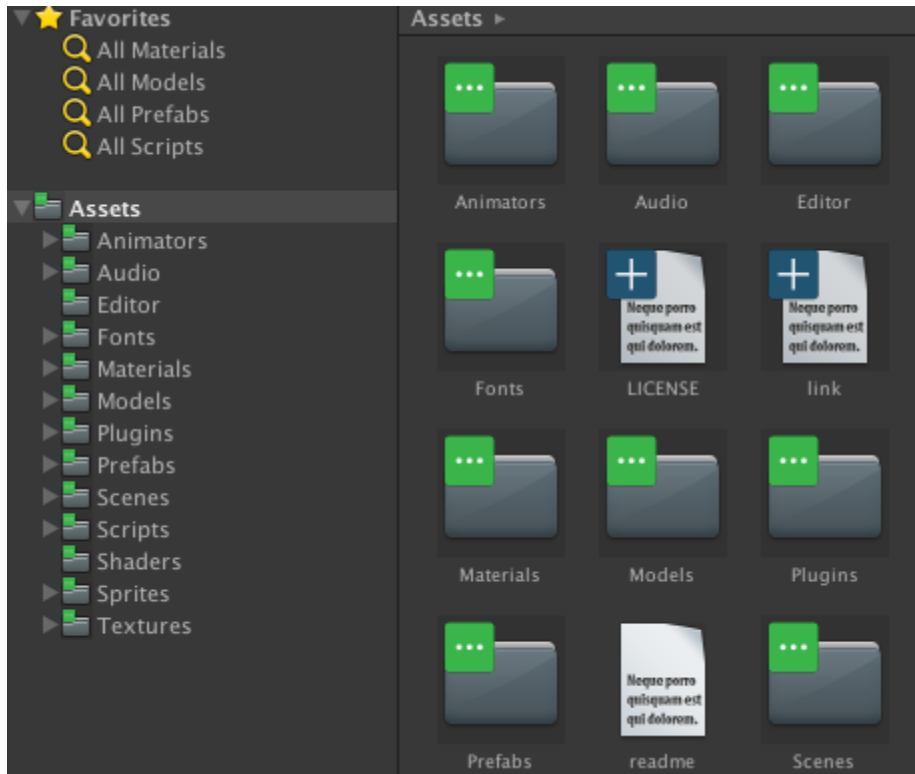 Favorites
All Materials
All Models
All Prefabs
All Scripts
Assets
Animators
Audio
Editor
Fonts
Materials
Models
Plugins
Prefabs
Scenes
Scripts
Shaders
Sprites
Textures
Assets
Animators Audio Editor
Neque porro
quisquam est
qui dolorem.
Neque porro
quisquam est
qui dolorem.
Fonts LICENSE link
Materials Models Plugins
Neque porro
quisquam est
qui dolorem.
Prefabs readme Scenes